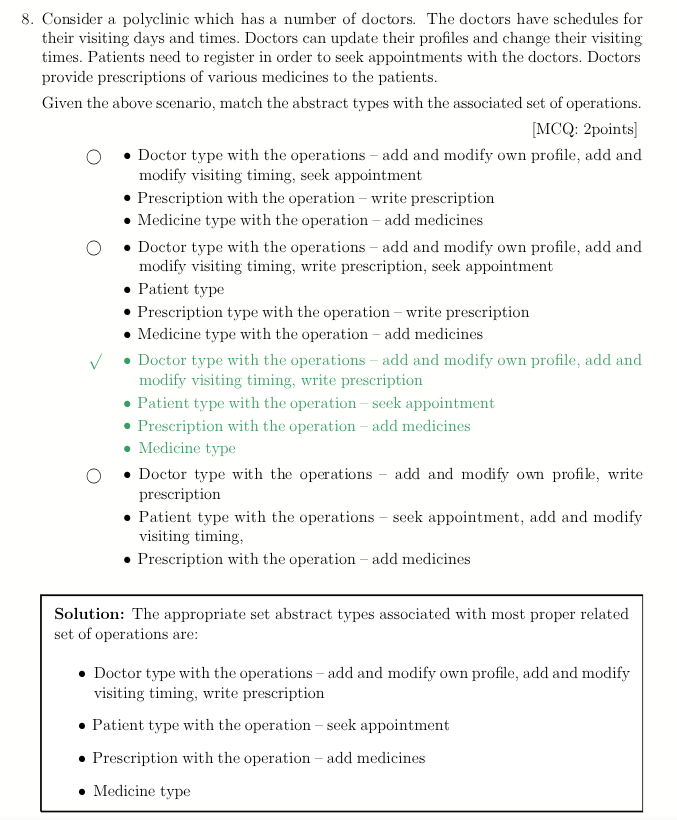 8. Consider a polyclinic which has a number of doctors. The doctors have schedules for
their visiting days and times. Doctors can update their profiles and change their visiting
times. Patients need to register in order to seek appointments with the doctors. Doctors
provide prescriptions of various medicines to the patients.
Given the above scenario, match the abstract types with the associated set of operations.
[MCQ: 2points]
○ • Doctor type with the operations – add and modify own profile, add and
modify visiting timing, seek appointment
• Prescription with the operation – write prescription
• Medicine type with the operation – add medicines
○ • Doctor type with the operations – add and modify own profile, add and
modify visiting timing, write prescription, seek appointment
• Patient type
• Prescription type with the operation – write prescription
• Medicine type with the operation – add medicines
√ • Doctor type with the operations – add and modify own profile, add and
modify visiting timing, write prescription
• Patient type with the operation – seek appointment
• Prescription with the operation – add medicines
• Medicine type
○ • Doctor type with the operations – add and modify own profile, write
prescription
• Patient type with the operations – seek appointment, add and modify
visiting timing,
• Prescription with the operation – add medicines
Solution: The appropriate set abstract types associated with most proper related
set of operations are:
• Doctor type with the operations – add and modify own profile, add and modify
visiting timing, write prescription
• Patient type with the operation – seek appointment
• Prescription with the operation – add medicines
• Medicine type